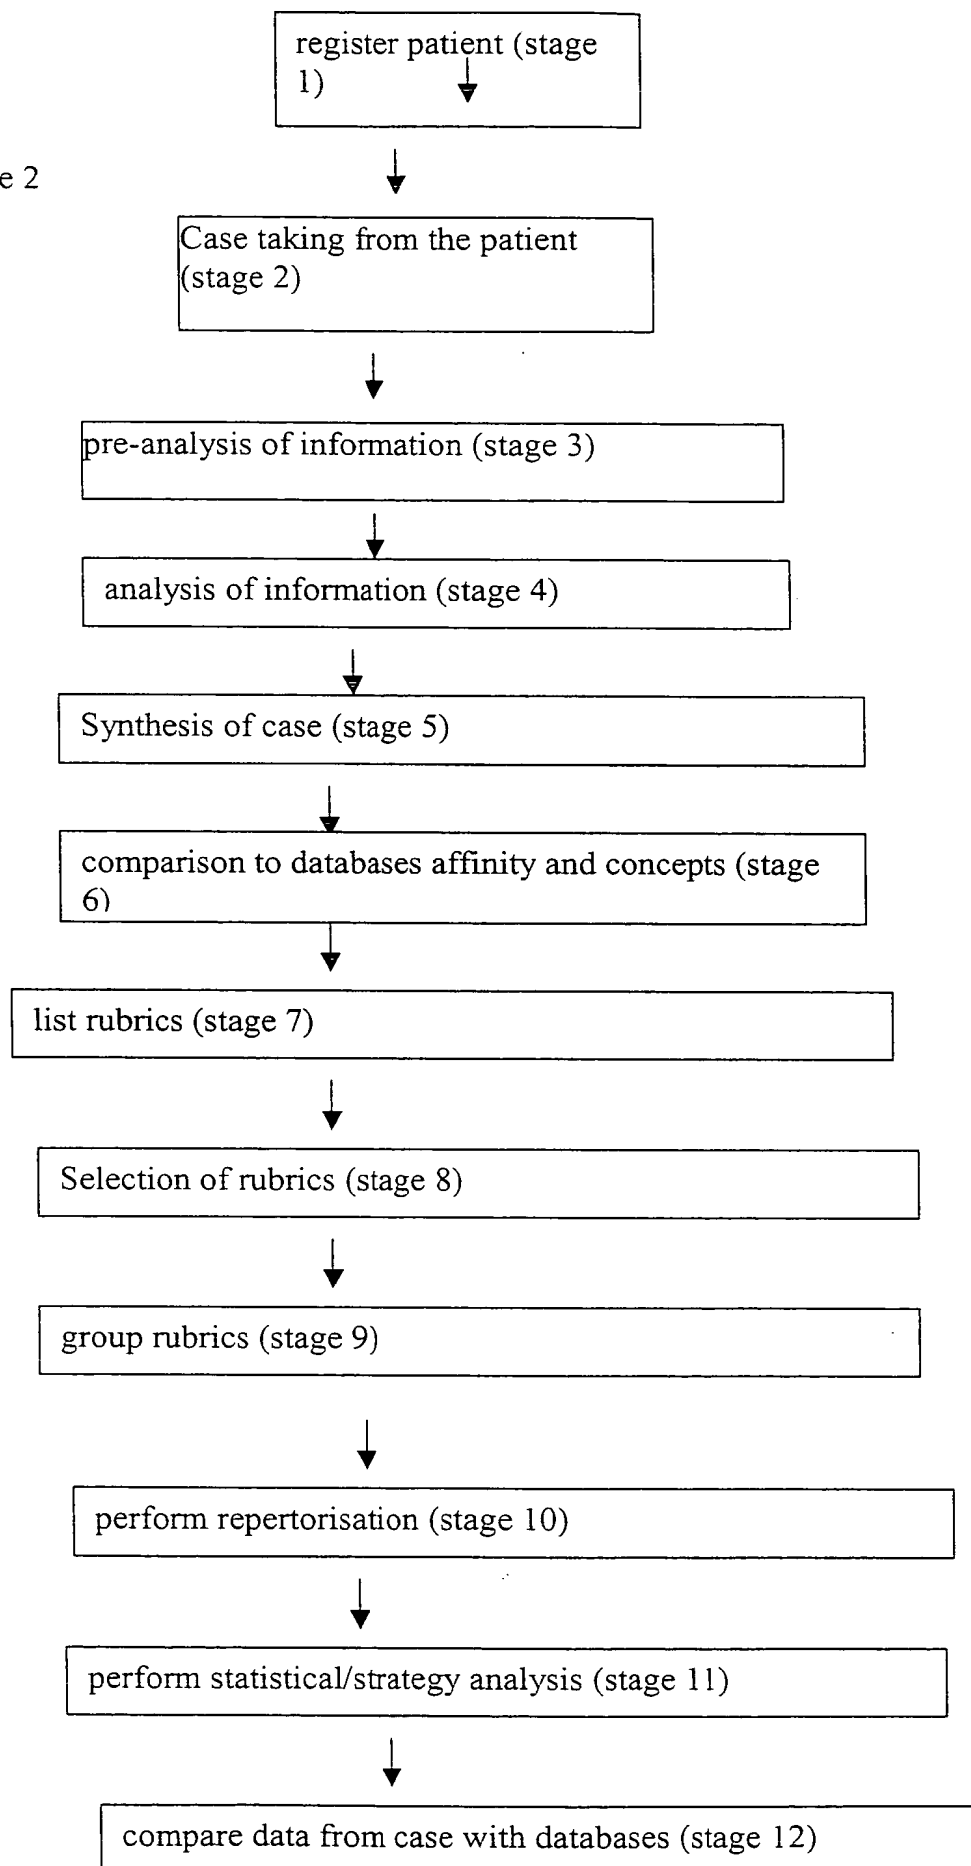 register patient (stage
1)
e 2
Case taking from the patient
(stage 2)
pre-analysis of information (stage 3)
analysis of information (stage 4)
Synthesis of case (stage 5)
comparison to databases affinity and concepts (stage
6)
list rubrics (stage 7)
Selection of rubrics (stage 8)
group rubrics (stage 9)
perform repertorisation (stage 10)
perform statistical/strategy analysis (stage 11)
compare data from case with databases (stage 12)